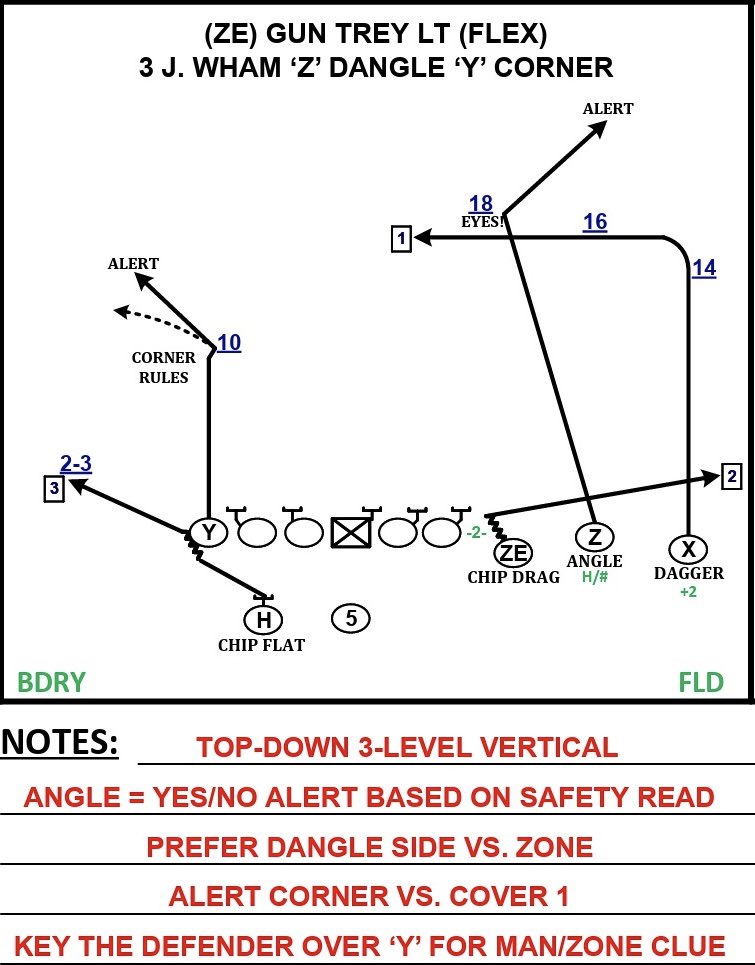 (ZE) GUN TREY LT (FLEX)
3 J. WHAM ‘Z’ DANGLE ‘Y’ CORNER
ALERT
18
EYES!
16
1
14
ALERT
10
CORNER
RULES
2-3
3
2
Y
-2-
ZE
Z
X
CHIP DRAG
ANGLE
H/#
DAGGER
+2
H
5
CHIP FLAT
BDRY
FLD
NOTES:
TOP-DOWN 3-LEVEL VERTICAL
ANGLE = YES/NO ALERT BASED ON SAFETY READ
PREFER DANGLE SIDE VS. ZONE
ALERT CORNER VS. COVER 1
KEY THE DEFENDER OVER ‘Y’ FOR MAN/ZONE CLUE